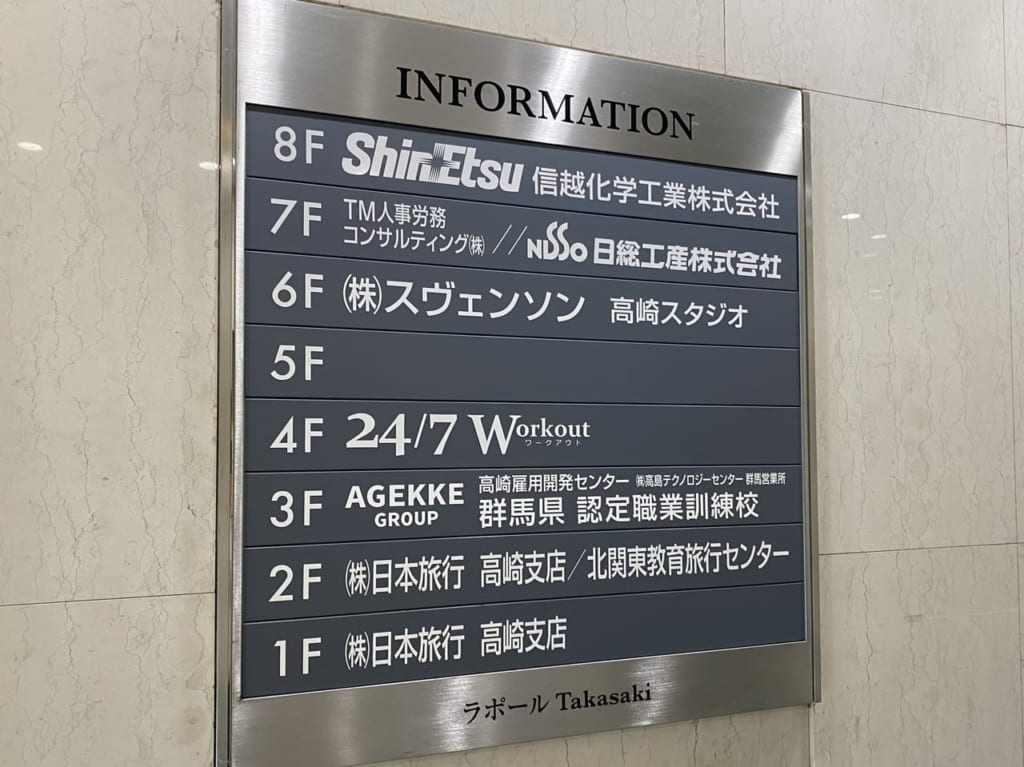 INFORMATION
8F Shin-Etsu 信越化学工業株式会社
7F TM人事労務
コンサルティング㈱ // NISSO 日総工産株式会社
6F ㈱スヴェンソン 高崎スタジオ
5F
4F 24/7 Workout
ワークアウト
3F AGEKKE
GROUP
高崎雇用開発センター ㈱高島テクノロジーセンター 群馬営業所
群馬県 認定職業訓練校
2F ㈱日本旅行 高崎支店/北関東教育旅行センター
1F ㈱日本旅行 高崎支店
ラポール Takasaki